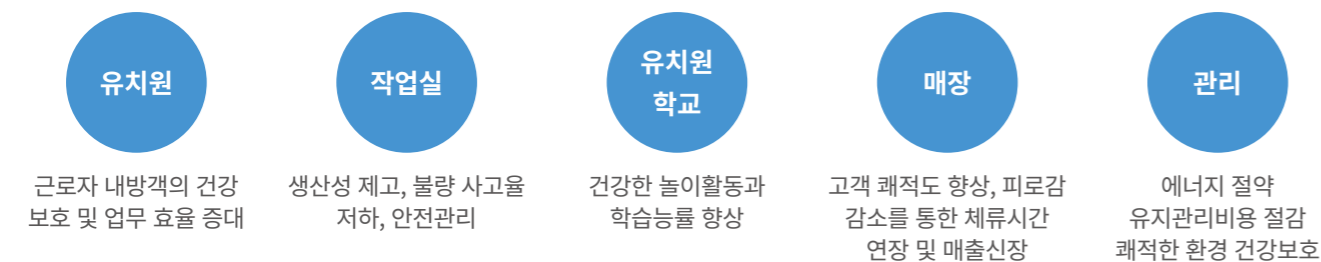 유치원
근로자 내방객의 건강
보호 및 업무 효율 증대
작업실
생산성 제고, 불량 사고율
저하, 안전관리
유치원
학교
건강한 놀이활동과
학습능률 향상
매장
고객 쾌적도 향상, 피로감
감소를 통한 체류시간
연장 및 매출신장
관리
에너지 절약
유지관리비용 절감
쾌적한 환경 건강보호